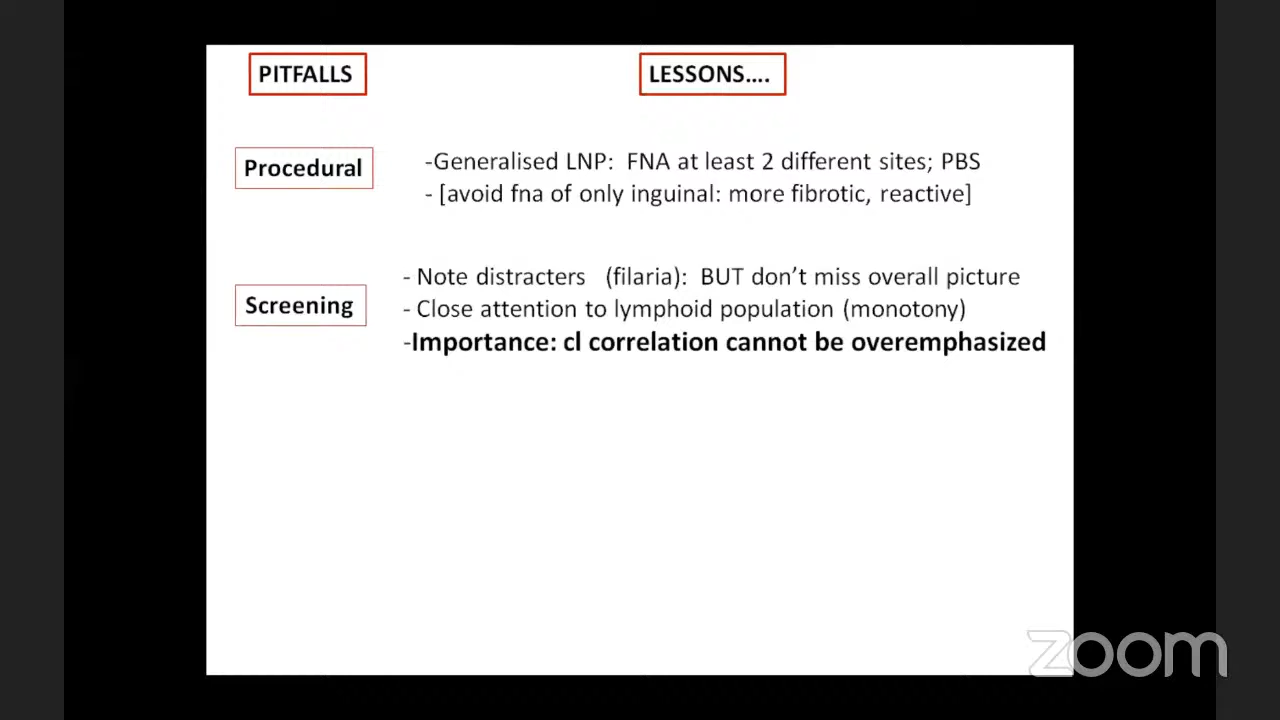 PITFALLS
LESSONS....
Procedural
-Generalised LNP: FNA at least 2 different sites; PBS
- [avoid fna of only inguinal: more fibrotic, reactive]
Screening
- Note distracters (filaria): BUT don't miss overall picture
- Close attention to lymphoid population (monotony)
-Importance: cl correlation cannot be overemphasized
zoom